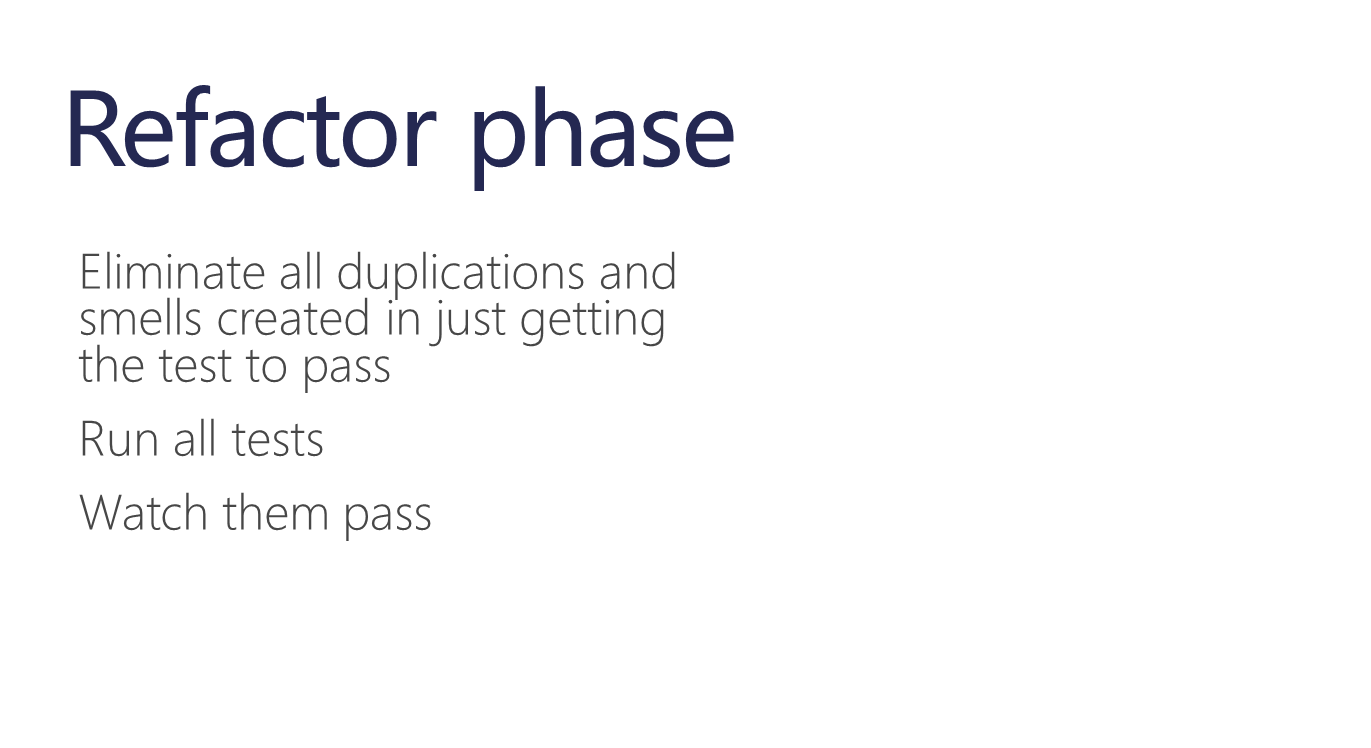 Refactor phase
Eliminate all duplications and
smells created in just getting
the test to pass
Run all tests
Watch them pass